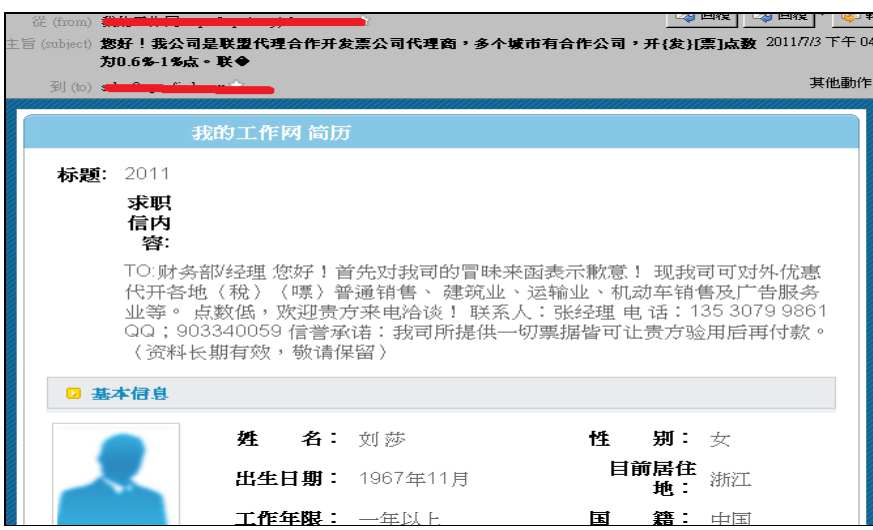 從 (from)
回複 回複
主旨 (subject) 您好！我公司是联盟代理合作开发票公司代理商，多个城市有合作公司，开{发}[票]点数 2011/7/3 下午 04
为0.6%-1%点。联�
到 (to) 其他動作
我的工作网 简历
标题: 2011
求职
信内
容:
TO:财务部/经理 您好！首先对我司的冒昧来函表示歉意！ 现我司可对外优惠
代开各地（稅）（嘌）普通销售、 建筑业、运输业、机动车销售及广告服务
业等。 点数低，欢迎贵方来电洽谈！ 联系人：张经理 电 话：135 3079 9861
QQ；903340059 信誉承诺：我司所提供一切票据皆可让贵方验用后再付款。
（资料长期有效，敬请保留）
基本信息
姓 名： 刘 莎 性 别： 女
出生日期： 1967年11月 目前居住地： 浙江
工作年限： 一年以上 国 籍： 中国